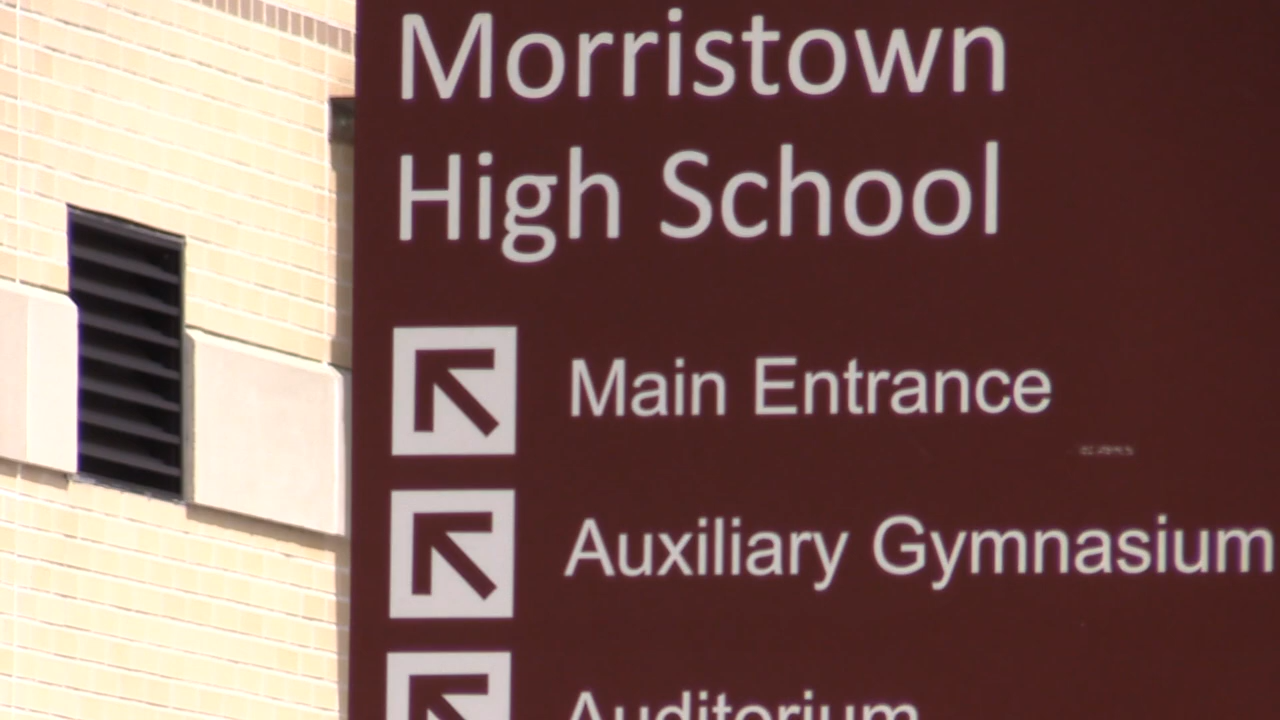 Morristown
High School
Main Entrance
Auxiliary Gymnasium
Auditorium